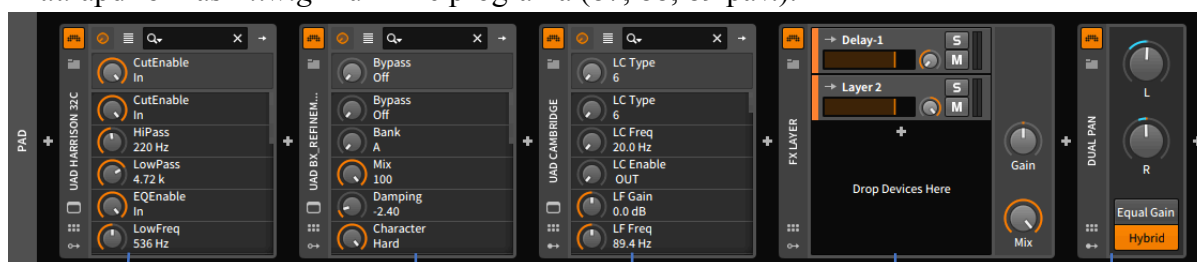 PAD
UAD HARRISON 32C
CutEnable
In
CutEnable
In
HiPass
220 Hz
LowPass
4.72 k
EQEnable
In
LowFreq
536 Hz
UAD BX_REFINEM...
Bypass
Off
Bypass
Off
Bank
A
Mix
100
Damping
-2.40
Character
Hard
UAD CAMBRIDGE
LC Type
6
LC Type
6
LC Freq
20.0 Hz
LC Enable
OUT
LF Gain
0.0 dB
LF Freq
89.4 Hz
FX LAYER
Delay-1
S
M
Layer 2
S
M
Drop Devices Here
Gain
Mix
DUAL PAN
L
R
Equal Gain
Hybrid